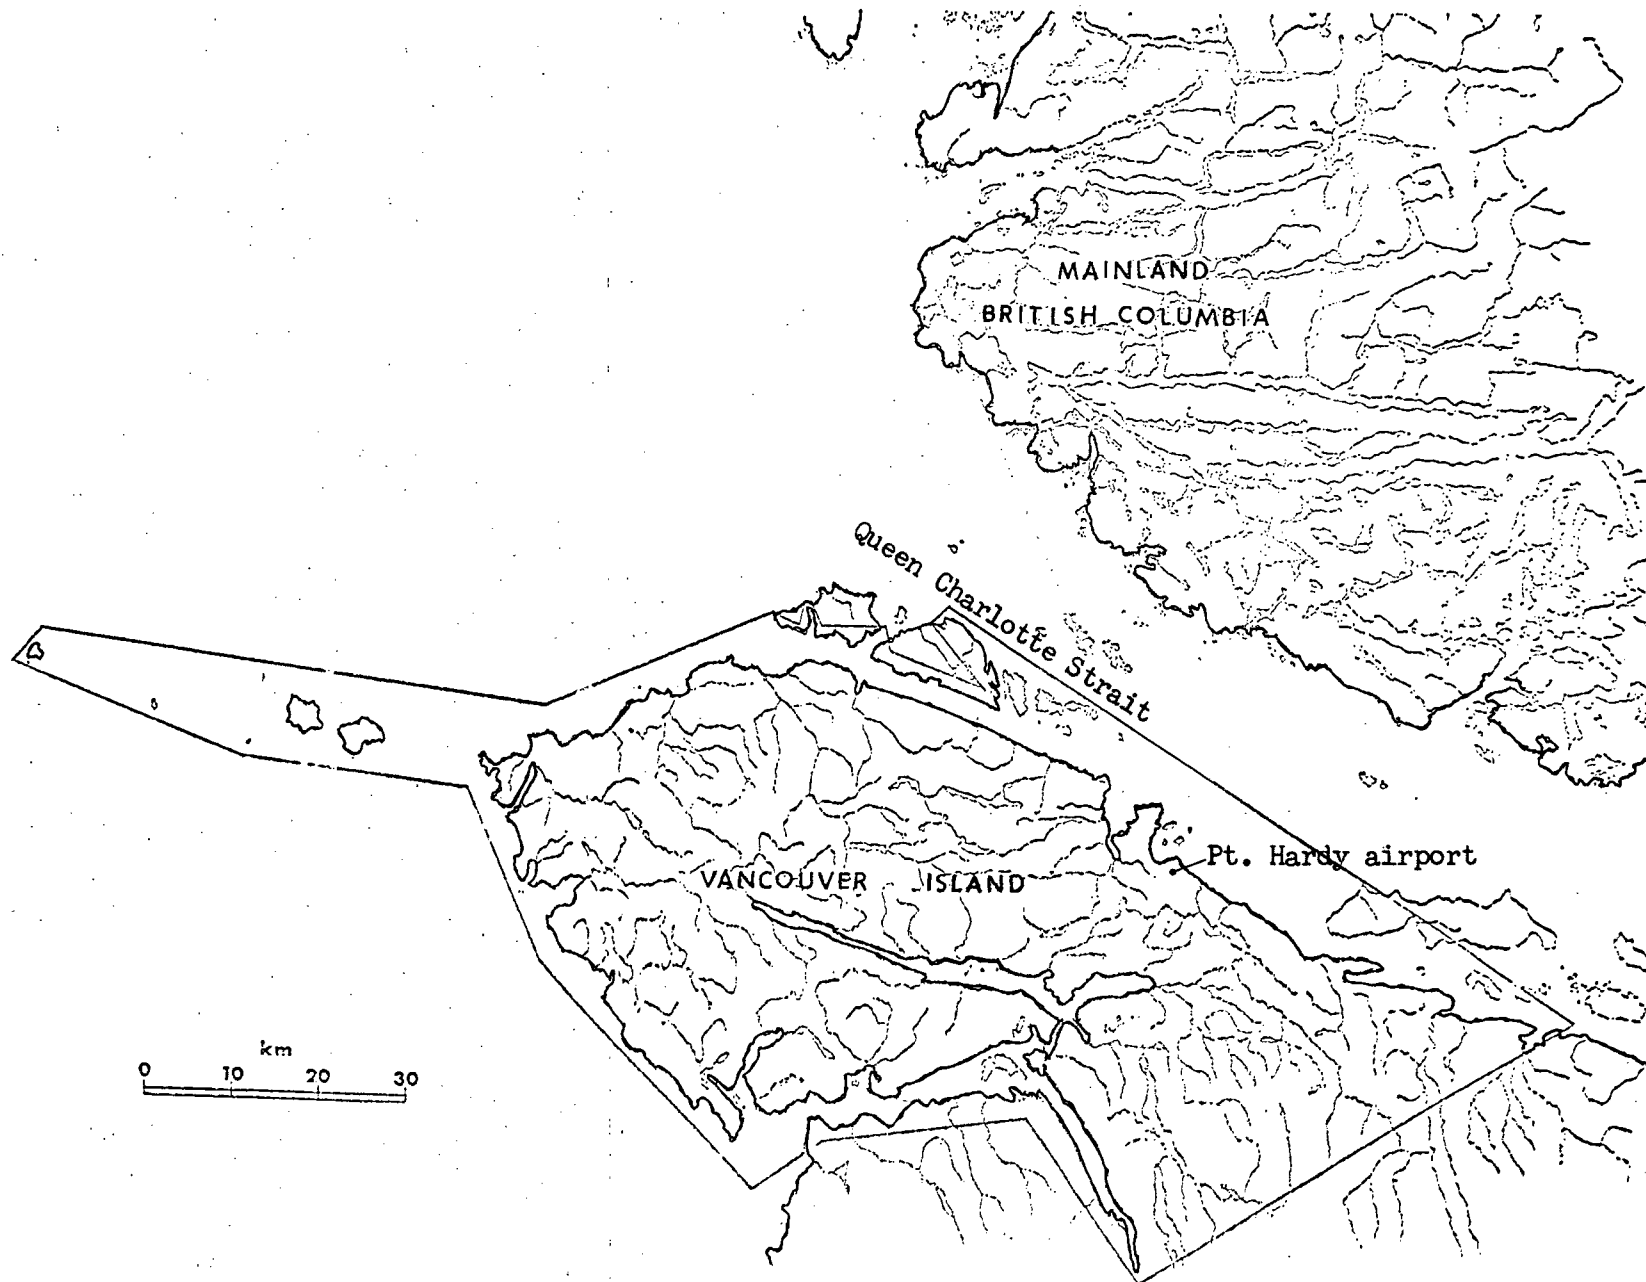 MAINLAND
BRITISH COLUMBIA
Queen Charlotte Strait
Pt. Hardy airport
VANCOUVER ISLAND
km
0 10 20 30